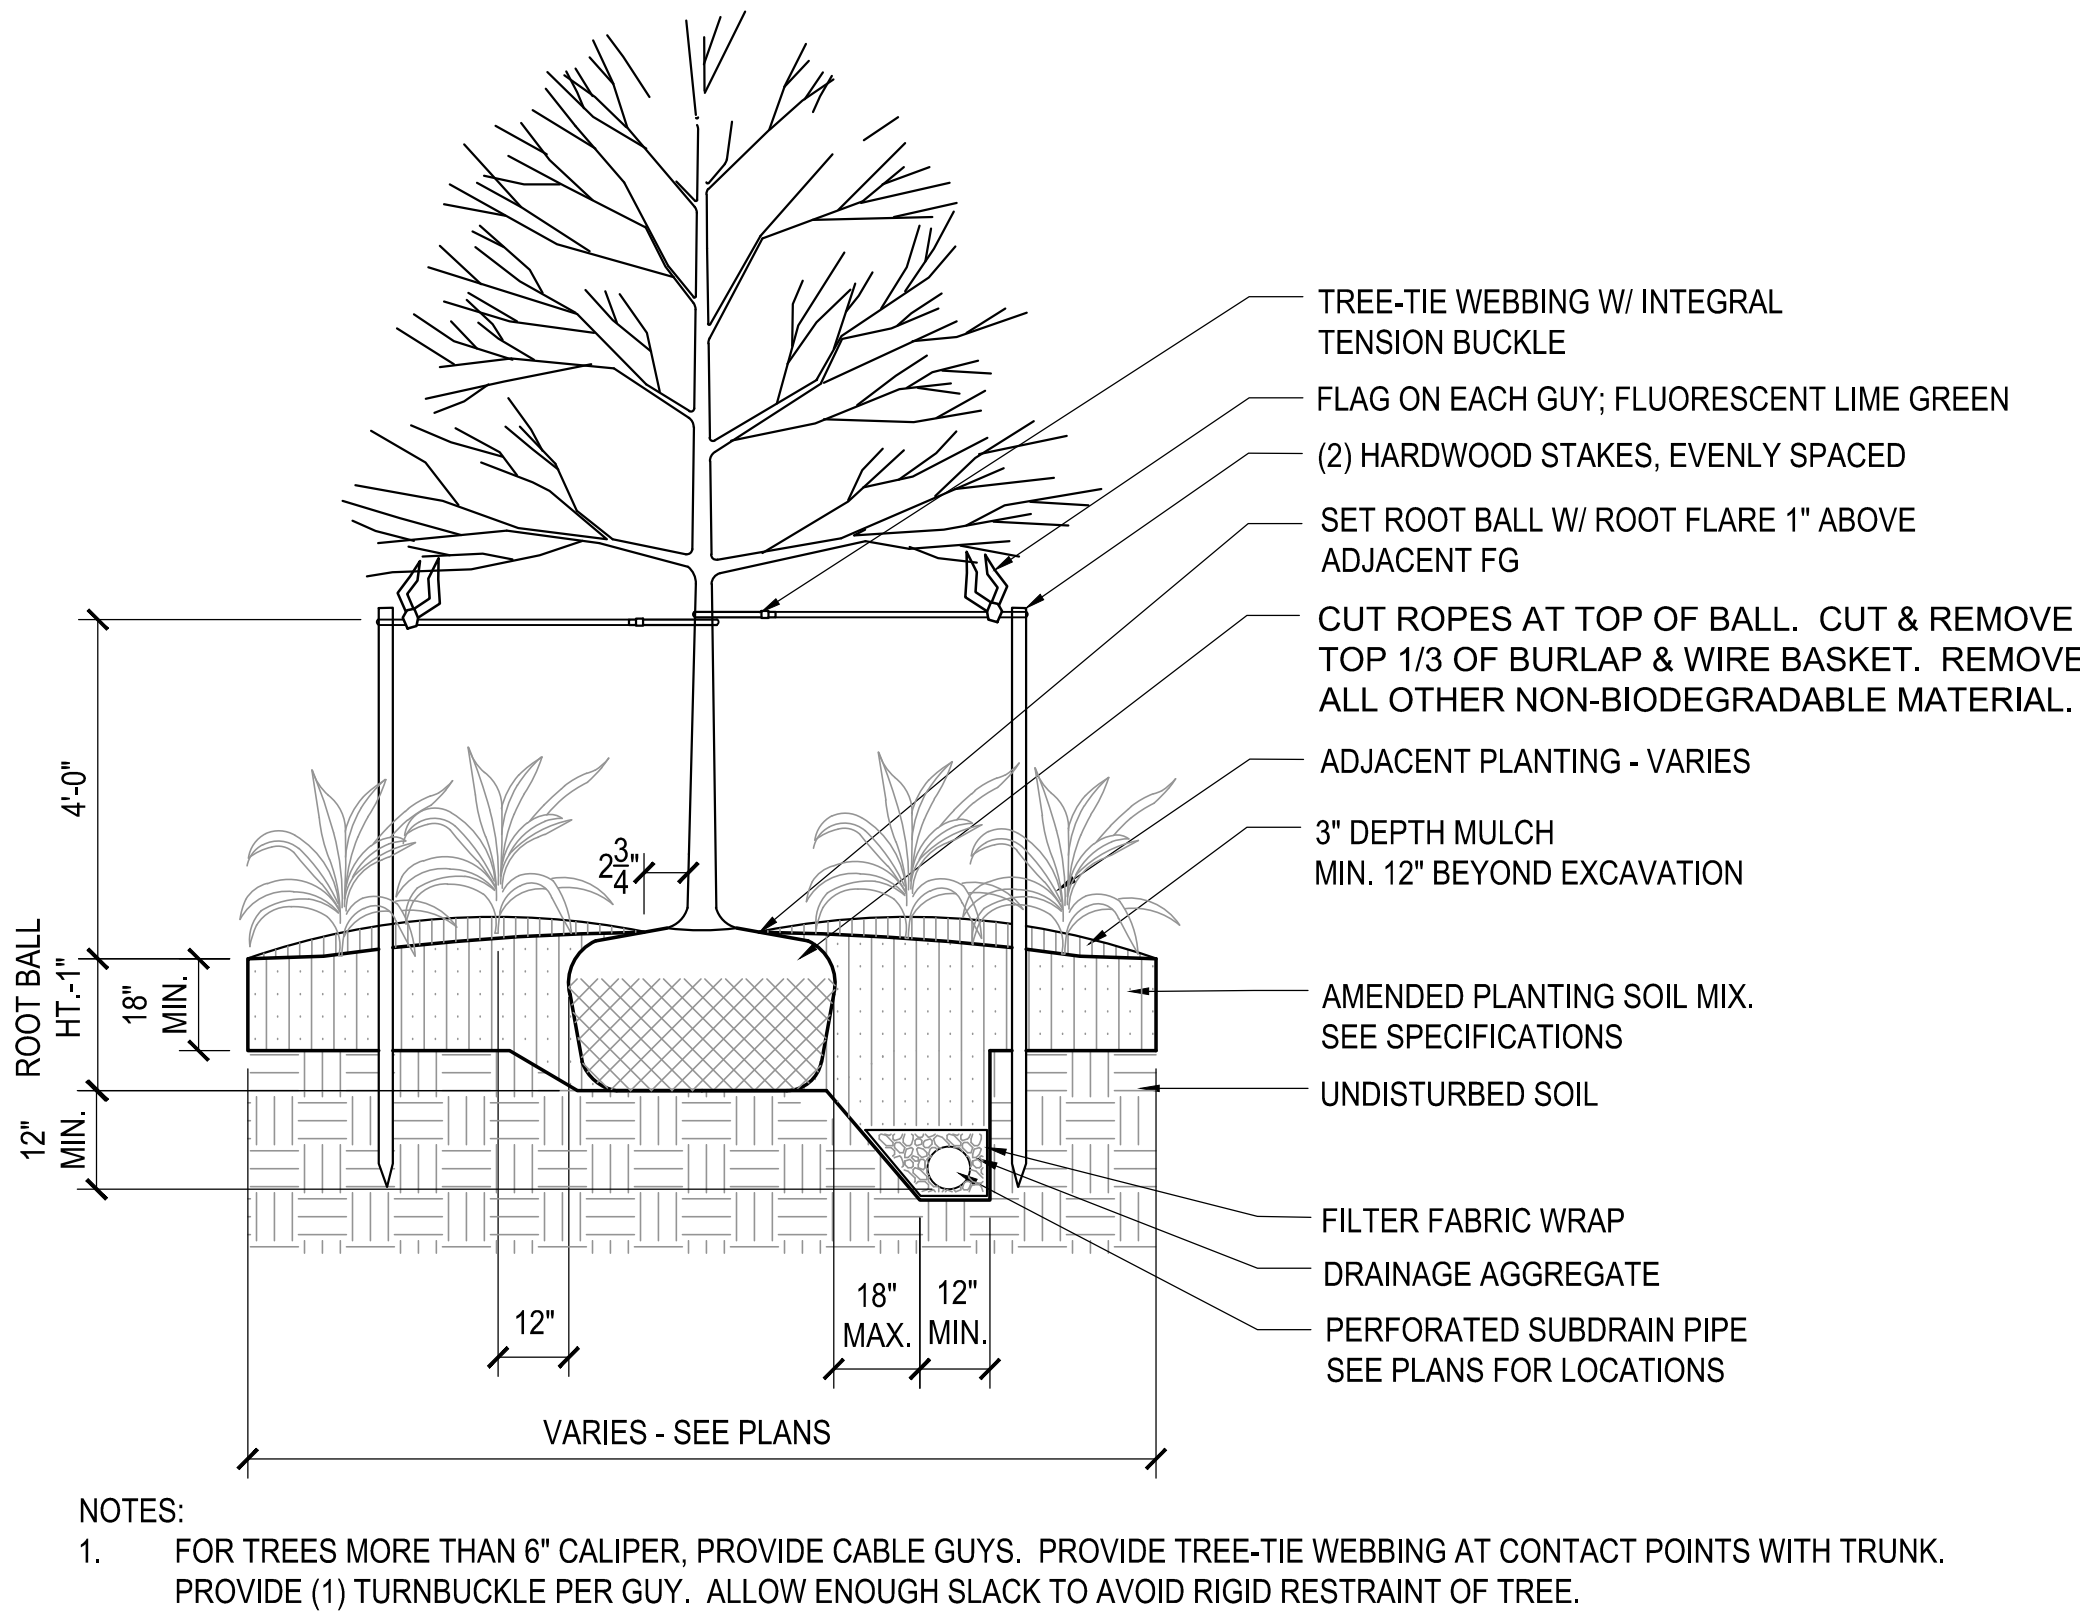 TREE-TIE WEBBING W/ INTEGRAL
TENSION BUCKLE
FLAG ON EACH GUY; FLUORESCENT LIME GREEN
(2) HARDWOOD STAKES, EVENLY SPACED
SET ROOT BALL W/ ROOT FLARE 1" ABOVE
ADJACENT FG
CUT ROPES AT TOP OF BALL.  CUT & REMOVE
TOP 1/3 OF BURLAP & WIRE BASKET.  REMOVE
ALL OTHER NON-BIODEGRADABLE MATERIAL.
ADJACENT PLANTING - VARIES
3" DEPTH MULCH
MIN. 12" BEYOND EXCAVATION
AMENDED PLANTING SOIL MIX.
SEE SPECIFICATIONS
UNDISTURBED SOIL
FILTER FABRIC WRAP
DRAINAGE AGGREGATE
PERFORATED SUBDRAIN PIPE
SEE PLANS FOR LOCATIONS
4'-0"
2 3/4"
ROOT BALL
HT.-1"
18"
MIN.
12"
MIN.
12"
18"
MAX.
12"
MIN.
VARIES - SEE PLANS
NOTES:
1. FOR TREES MORE THAN 6" CALIPER, PROVIDE CABLE GUYS.  PROVIDE TREE-TIE WEBBING AT CONTACT POINTS WITH TRUNK.
PROVIDE (1) TURNBUCKLE PER GUY.  ALLOW ENOUGH SLACK TO AVOID RIGID RESTRAINT OF TREE.